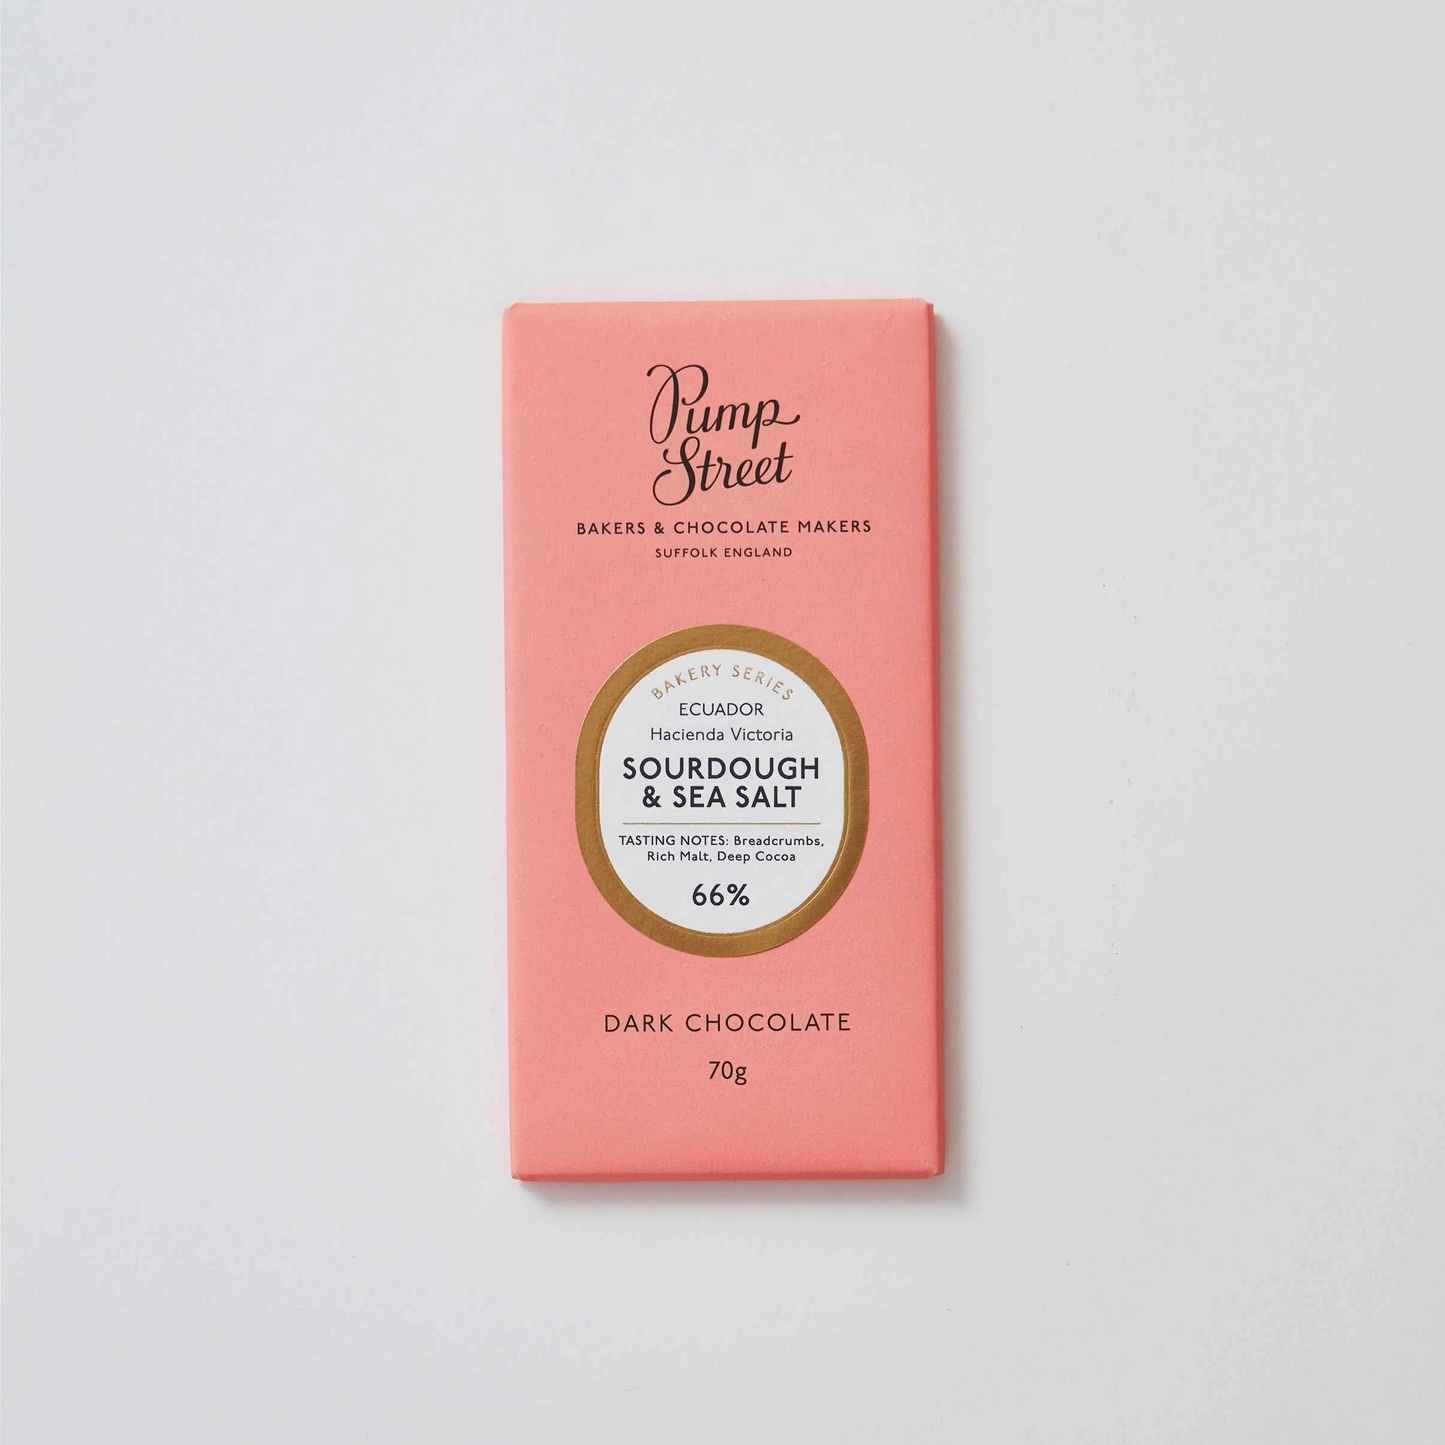 Pump
Street
BAKERS & CHOCOLATE MAKERS
SUFFOLK ENGLAND
BAKERY SERIES
ECUADOR
Hacienda Victoria
SOURDOUGH
& SEA SALT
TASTING NOTES: Breadcrumbs,
Rich Malt, Deep Cocoa
66%
DARK CHOCOLATE
70g